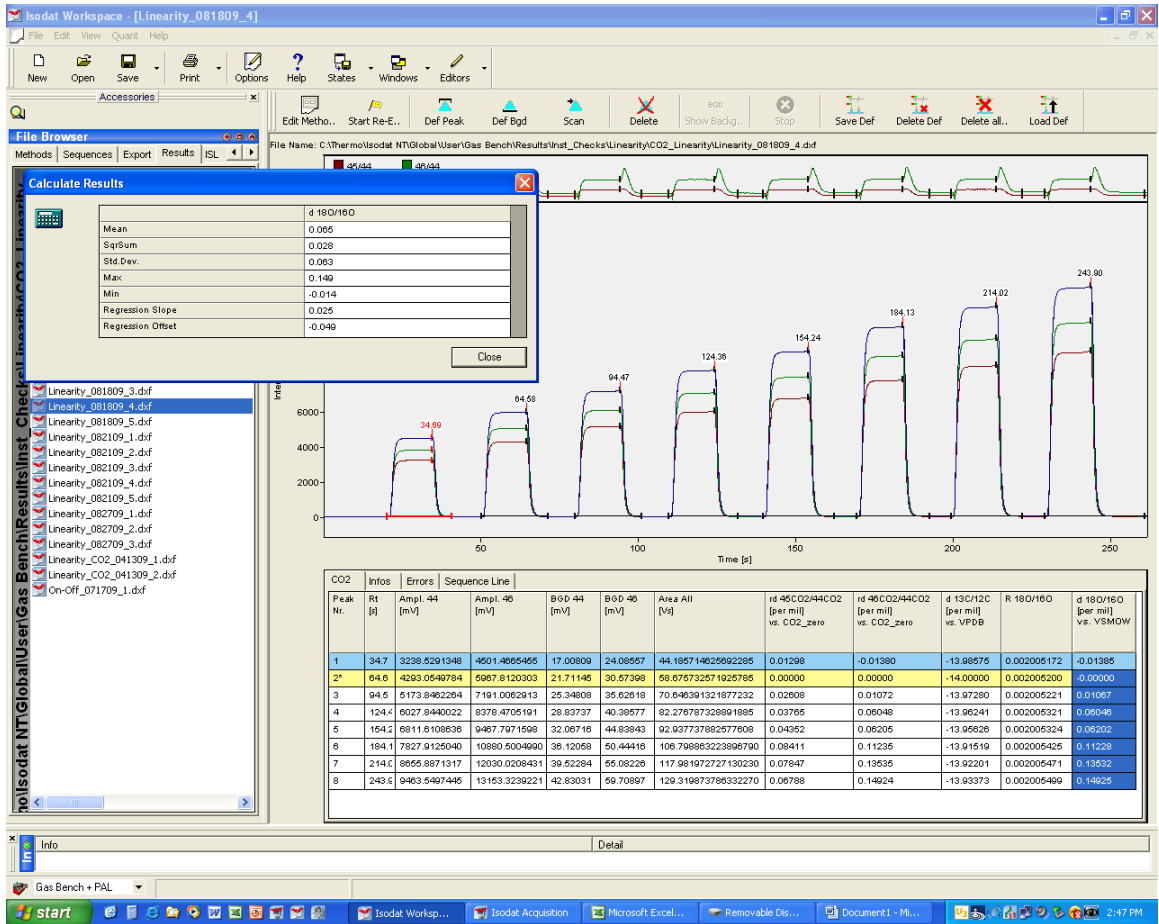 Isodat Workspace - [Linearity_081809_4]
File Edit View Quant Help
New Open Save Print Options Help States Windows Editors
Accessories
Edit Metho.. Start Re-E.. Def Peak Def Bgd Scan Delete Show Backg.. Stop Save Def Delete Def Delete all.. Load Def
File Browser
Methods Sequences Export Results ISL
File Name: C:\Thermo\Isodat NT\Global\User\Gas Bench\Results\Inst_Checks\Linearity\CO2_Linearity\Linearity_081809_4.dxf
45/44 46/44
Calculate Results
d 18O/16O
Mean 0.065
SqrSum 0.028
Std.Dev. 0.063
Max 0.149
Min -0.014
Regression Slope 0.025
Regression Offset -0.049
Close
Linearity_081809_3.dxf
Linearity_081809_4.dxf
Linearity_081809_5.dxf
Linearity_082109_1.dxf
Linearity_082109_2.dxf
Linearity_082109_3.dxf
Linearity_082109_4.dxf
Linearity_082109_5.dxf
Linearity_082709_1.dxf
Linearity_082709_2.dxf
Linearity_082709_3.dxf
Linearity_CO2_041309_1.dxf
Linearity_CO2_041309_2.dxf
On-Off_071709_1.dxf
no\Isodat NT\Global\User\Gas Bench\Results\Inst_Checks\Linearity\CO2_Linearity
34.69 64.58 94.47 124.36 154.24 184.13 214.02 243.90
6000
4000
2000
0
50 100 150 200 250
Time [s]
CO2 Infos Errors Sequence Line
Peak Nr. Rt [s] Ampl. 44 [mV] Ampl. 46 [mV] BGD 44 [mV] BGD 46 [mV] Area All [Vs] rd 45CO2/44CO2 [per mil] vs. CO2_zero rd 46CO2/44CO2 [per mil] vs. CO2_zero d 13C/12C [per mil] vs. VPDB R 18O/16O d 18O/16O [per mil] vs. VSMOW
1 34.7 3238.5291348 4501.4665455 17.00809 24.08557 44.185714625692285 0.01298 -0.01380 -13.98575 0.002005172 -0.01385
2* 64.6 4293.0549784 5967.8120303 21.71145 30.57398 58.675732571925785 0.00000 0.00000 -14.00000 0.002005200 -0.00000
3 94.5 5173.8462264 7191.0062913 25.34808 35.62618 70.646391321877232 0.02608 0.01072 -13.97280 0.002005221 0.01067
4 124.4 6027.8440022 8378.4705191 28.83737 40.38577 82.276787328891885 0.03765 0.06048 -13.96241 0.002005321 0.06046
5 154.2 6811.6108636 9467.7971598 32.06716 44.83843 92.937737882577608 0.04352 0.06205 -13.95626 0.002005324 0.06202
6 184.1 7827.9125040 10880.5004990 36.12058 50.44416 106.798863223896790 0.08411 0.11235 -13.91519 0.002005425 0.11228
7 214.0 8655.8871317 12030.0208431 39.52284 55.08226 117.981972727130230 0.07847 0.13535 -13.92201 0.002005471 0.13532
8 243.9 9463.5497445 13153.3239221 42.83031 59.70897 129.319873786332270 0.06788 0.14924 -13.93373 0.002005499 0.14925
Info Detail
Gas Bench + PAL
start Isodat Worksp... Isodat Acquisition Microsoft Excel... Removable Dis... Document1 - Mi... 2:47 PM